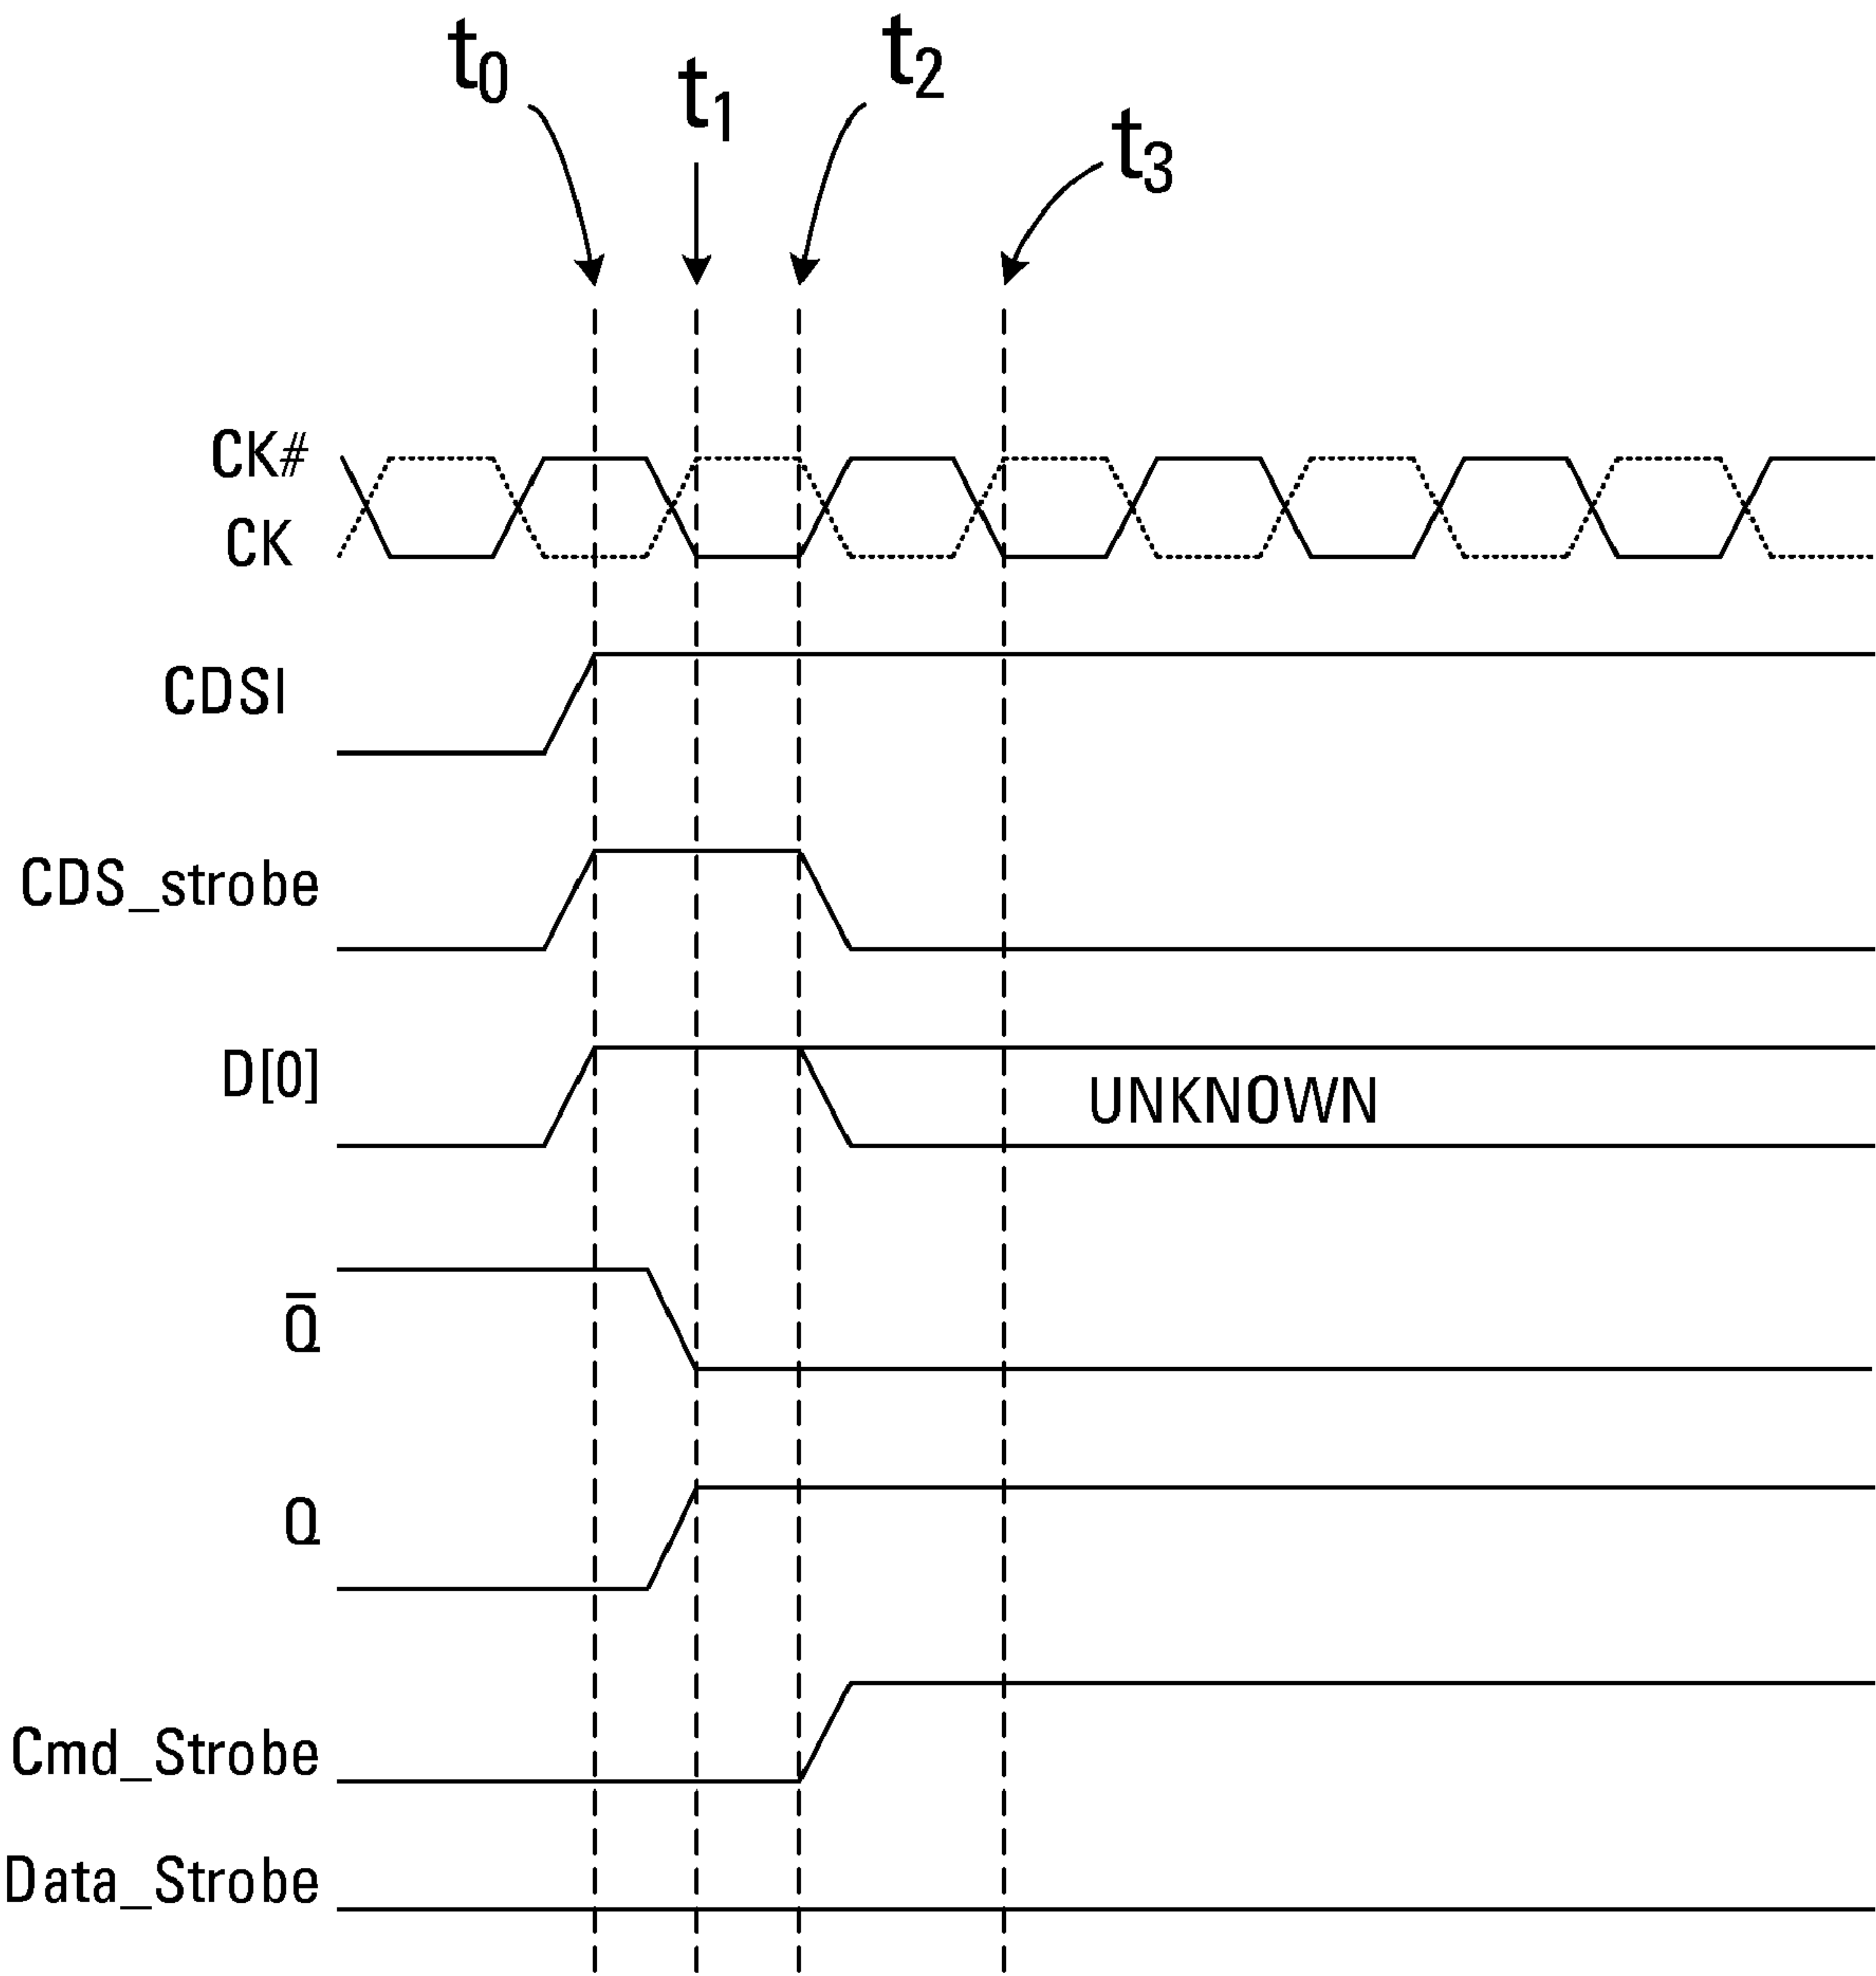 t0
t1
t2
t3
CK#
CK
CDSI
CDS_strobe
D[0]
UNKNOWN
Q̅
Q
Cmd_Strobe
Data_Strobe